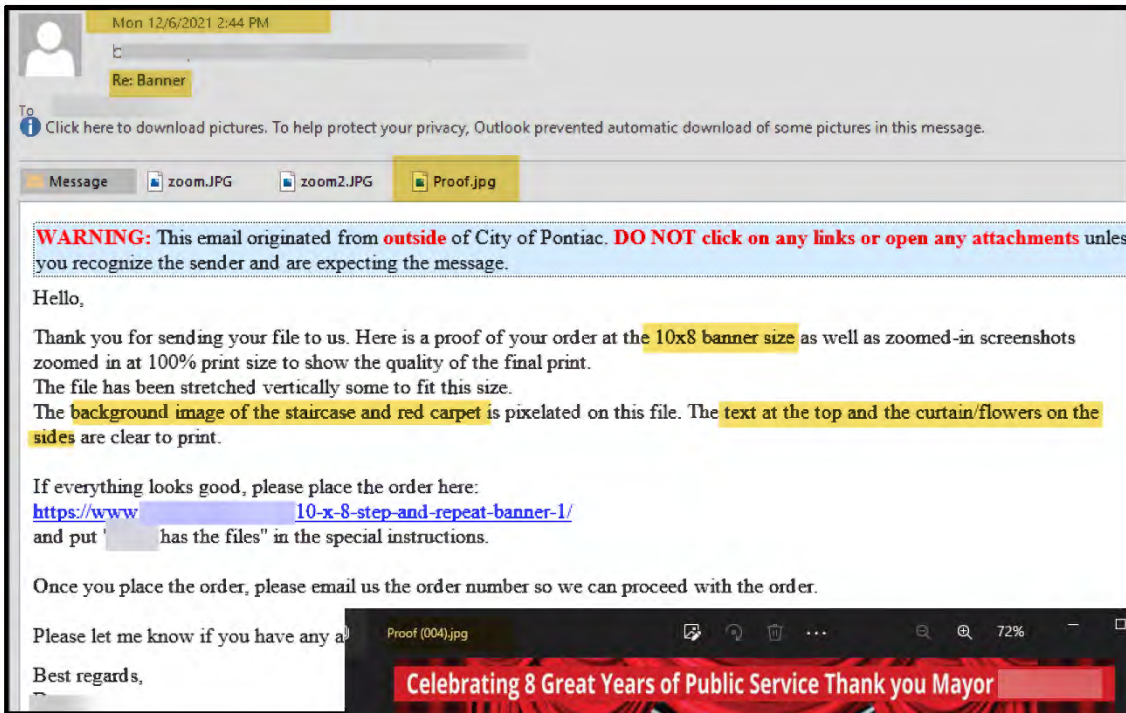 Mon 12/6/2021 2:44 PM
Re: Banner
To
Click here to download pictures. To help protect your privacy, Outlook prevented automatic download of some pictures in this message.
Message zoom.JPG zoom2.JPG Proof.jpg
WARNING: This email originated from outside of City of Pontiac. DO NOT click on any links or open any attachments unles
you recognize the sender and are expecting the message.
Hello,
Thank you for sending your file to us. Here is a proof of your order at the 10x8 banner size as well as zoomed-in screenshots
zoomed in at 100% print size to show the quality of the final print.
The file has been stretched vertically some to fit this size.
The background image of the staircase and red carpet is pixelated on this file. The text at the top and the curtain/flowers on the
sides are clear to print.
If everything looks good, please place the order here:
https://www 10-x-8-step-and-repeat-banner-1/
and put " has the files" in the special instructions.
Once you place the order, please email us the order number so we can proceed with the order.
Please let me know if you have any a
Proof (004).jpg 72%
Best regards,
Celebrating 8 Great Years of Public Service Thank you Mayor